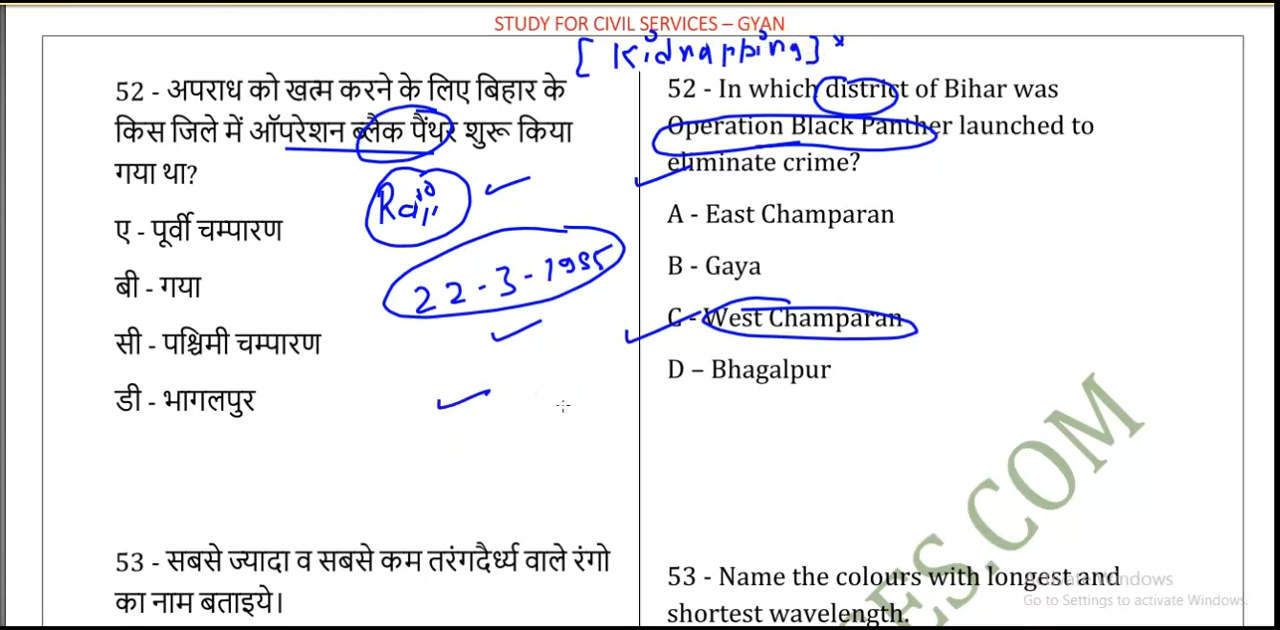 STUDY FOR CIVIL SERVICES – GYAN
[ Kidnapping ] *
52 - अपराध को खत्म करने के लिए बिहार के
किस जिले में ऑपरेशन ब्लैक पैंथर शुरू किया
गया था?
ए - पूर्वी चम्पारण
बी - गया
सी - पश्चिमी चम्पारण
डी - भागलपुर
22-3-1985
52 - In which district of Bihar was
Operation Black Panther launched to
eliminate crime?
A - East Champaran
B - Gaya
C - West Champaran
D – Bhagalpur
53 - सबसे ज्यादा व सबसे कम तरंगदैर्ध्य वाले रंगो
का नाम बताइये।
53 - Name the colours with longest and
shortest wavelength.
ES.COM
Activate Windows
Go to Settings to activate Windows.